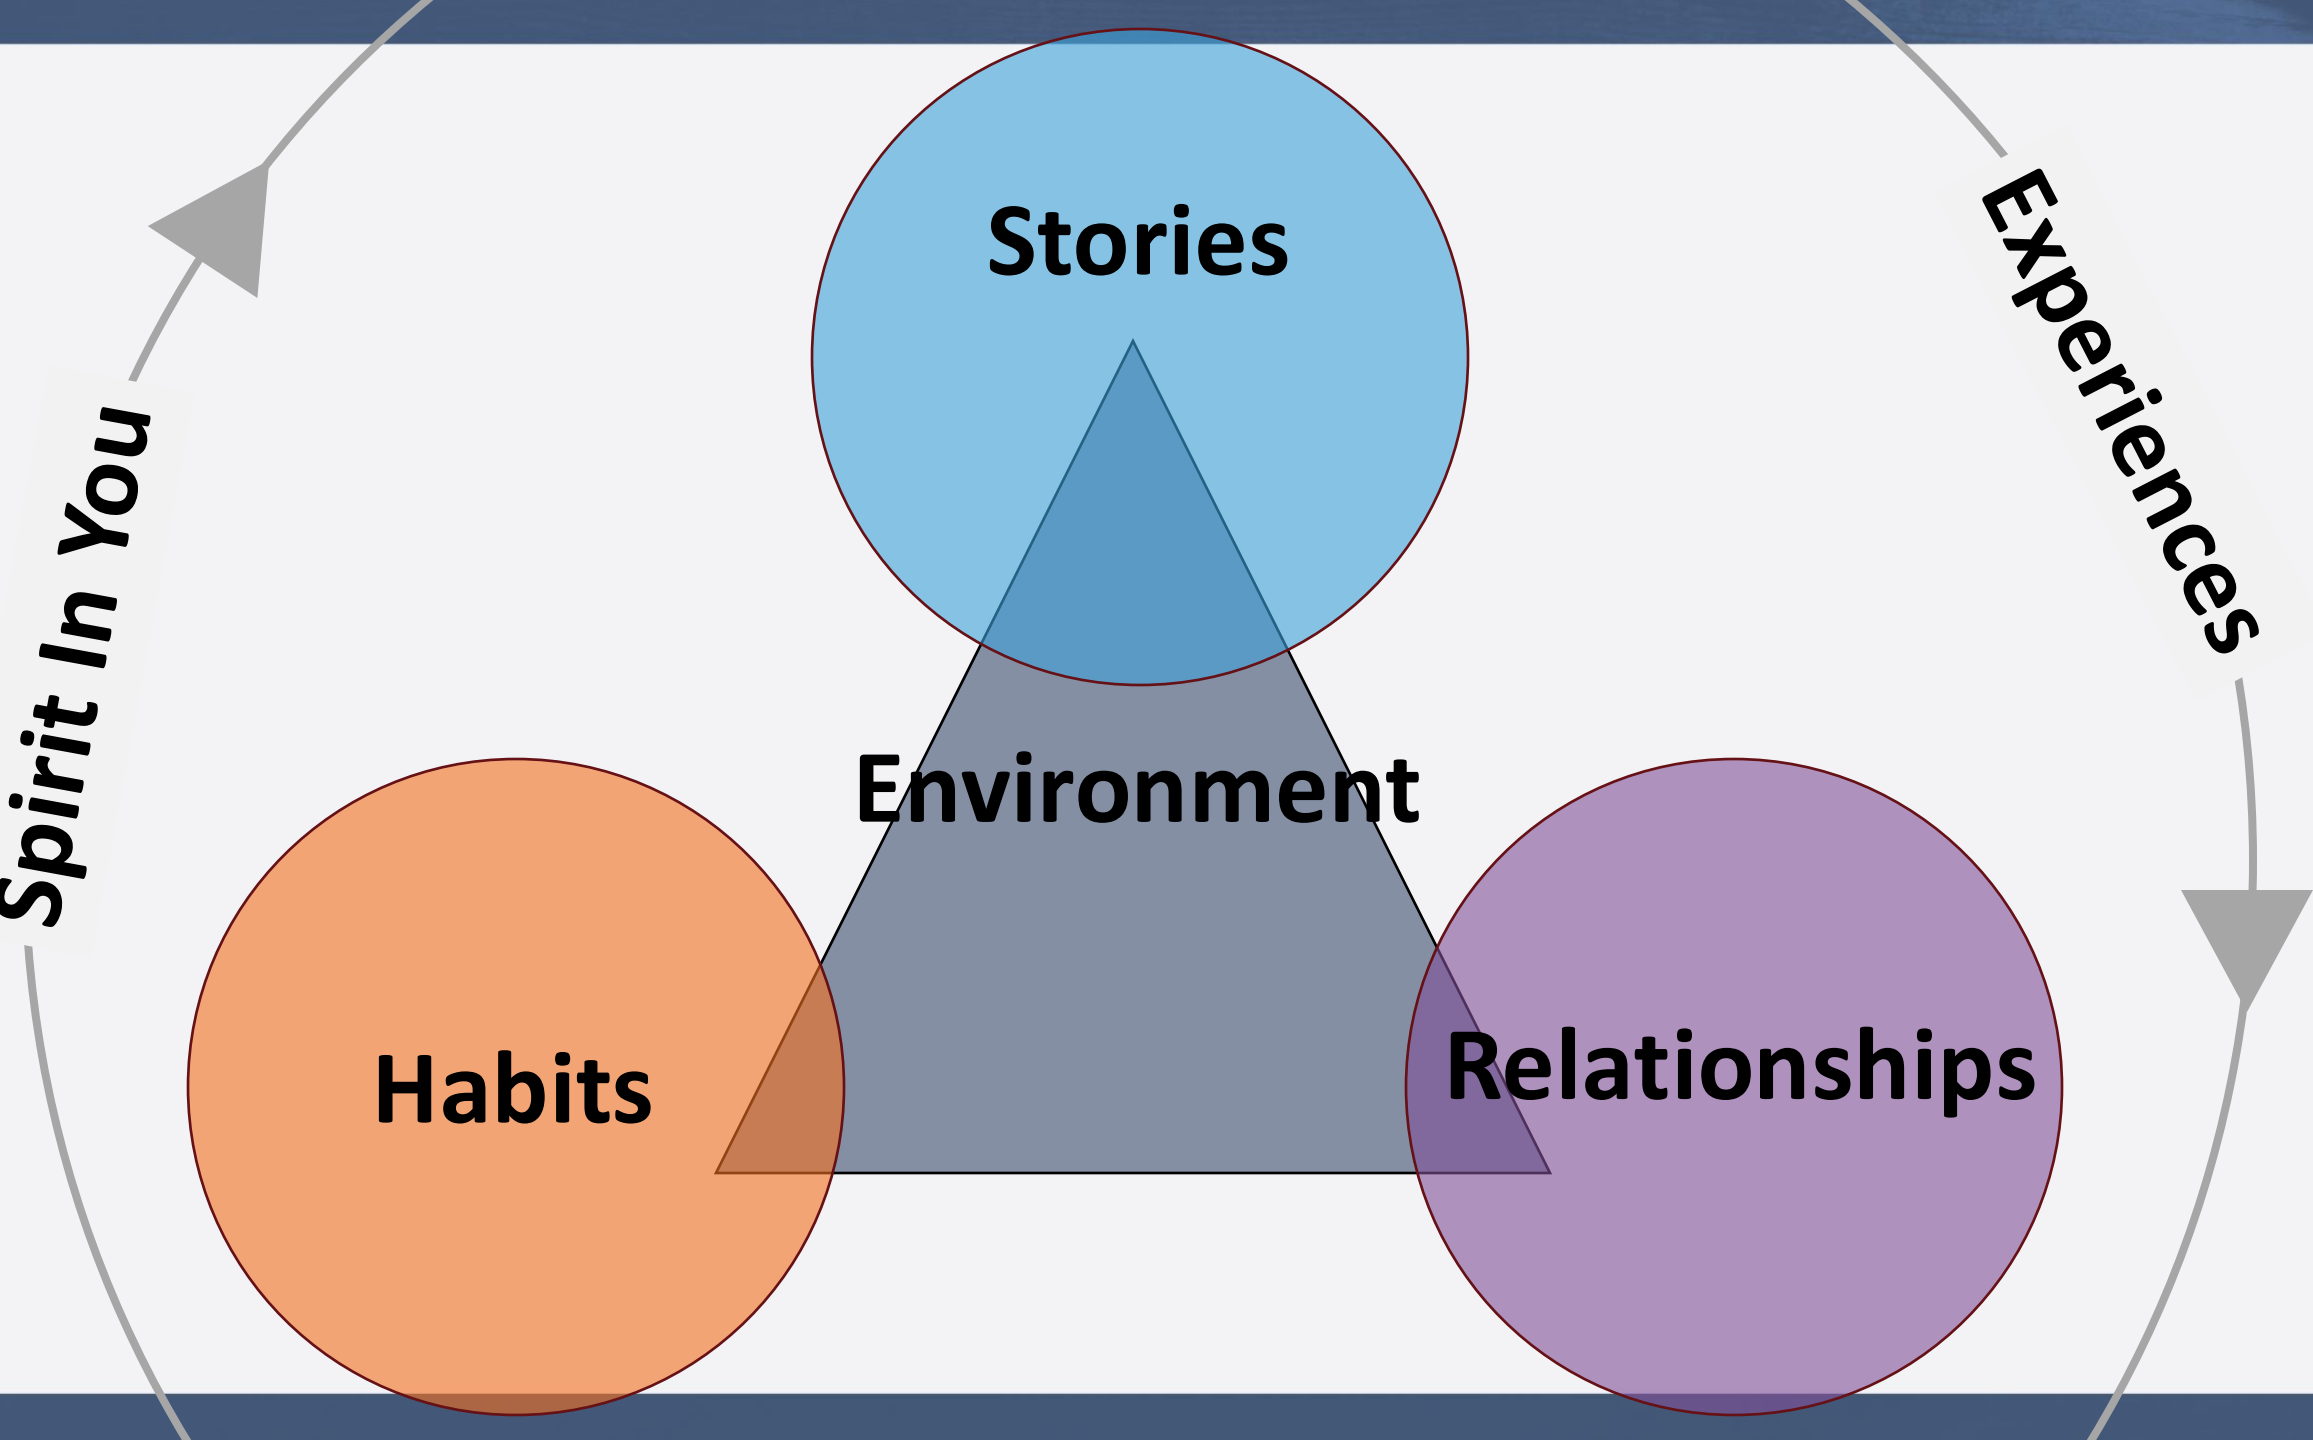 Stories
Experiences
Spirit In You
Environment
Habits
Relationships